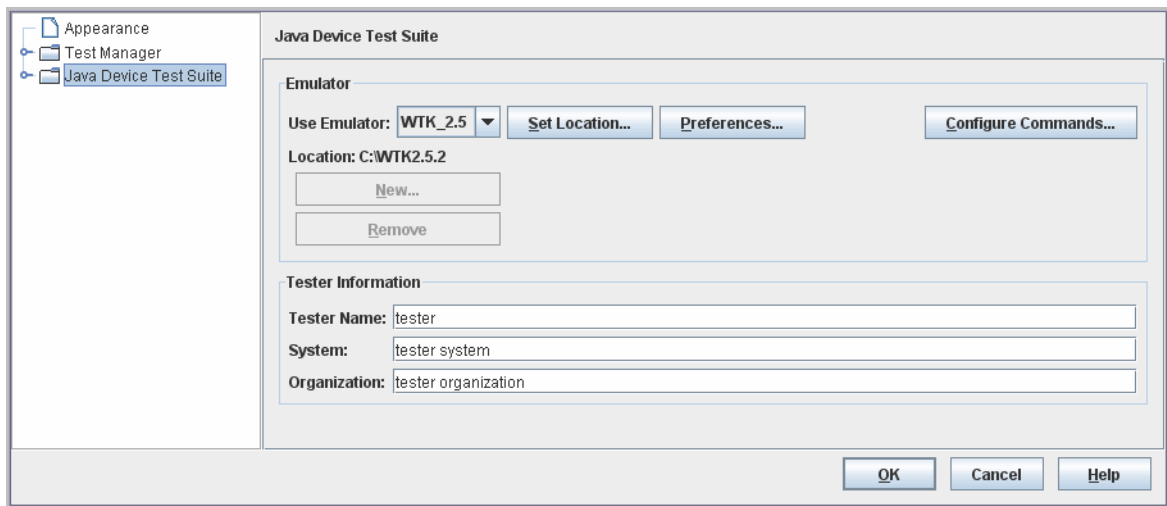 Appearance
Test Manager
Java Device Test Suite
Java Device Test Suite
Emulator
Use Emulator: WTK_2.5 Set Location... Preferences... Configure Commands...
Location: C:\WTK2.5.2
New...
Remove
Tester Information
Tester Name: tester
System: tester system
Organization: tester organization
OK Cancel Help